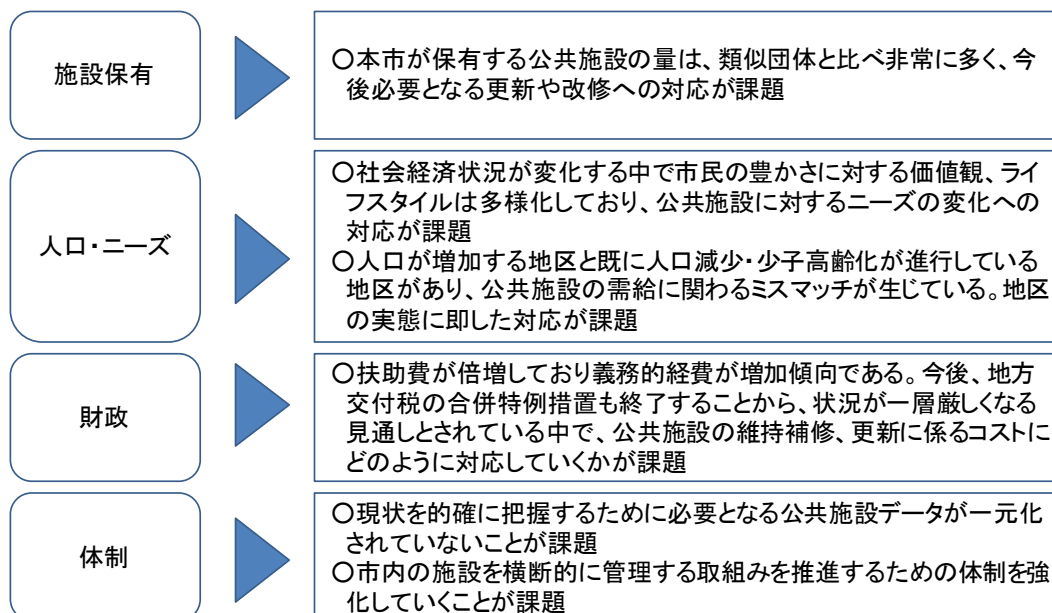 施設保有
〇本市が保有する公共施設の量は、類似団体と比べ非常に多く、今
後必要となる更新や改修への対応が課題
人口・ニーズ
〇社会経済状況が変化する中で市民の豊かさに対する価値観、ライ
フスタイルは多様化しており、公共施設に対するニーズの変化への
対応が課題
〇人口が増加する地区と既に人口減少・少子高齢化が進行している
地区があり、公共施設の需給に関わるミスマッチが生じている。地区
の実態に即した対応が課題
財政
〇扶助費が倍増しており義務的経費が増加傾向である。今後、地方
交付税の合併特例措置も終了することから、状況が一層厳しくなる
見通しとされている中で、公共施設の維持補修、更新に係るコストに
どのように対応していくかが課題
体制
〇現状を的確に把握するために必要となる公共施設データが一元化
されていないことが課題
〇市内の施設を横断的に管理する取組みを推進するための体制を強
化していくことが課題